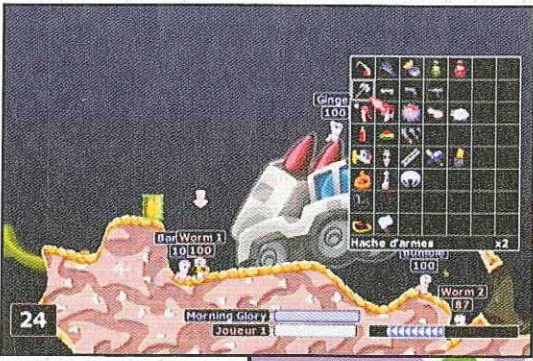 Ginge
100
Hache d'armes x2
Bar Worm 1
10 100
Bumble
100
Worm 2
87
24
Morning Glory
Joueur 1